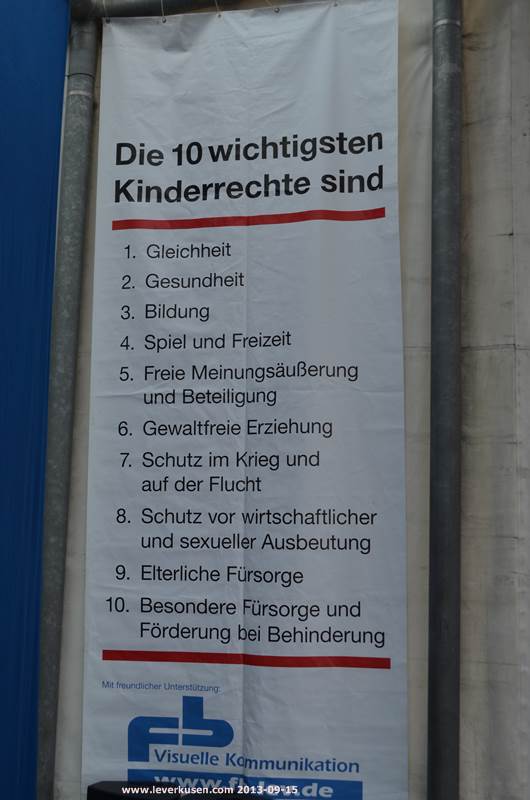 Die 10 wichtigsten
Kinderrechte sind
1. Gleichheit
2. Gesundheit
3. Bildung
4. Spiel und Freizeit
5. Freie Meinungsäußerung
und Beteiligung
6. Gewaltfreie Erziehung
7. Schutz im Krieg und
auf der Flucht
8. Schutz vor wirtschaftlicher
und sexueller Ausbeutung
9. Elterliche Fürsorge
10. Besondere Fürsorge und
Förderung bei Behinderung
Mit freundlicher Unterstützung:
fb
Visuelle Kommunikation
www.leverkusen.com 2013-09-15